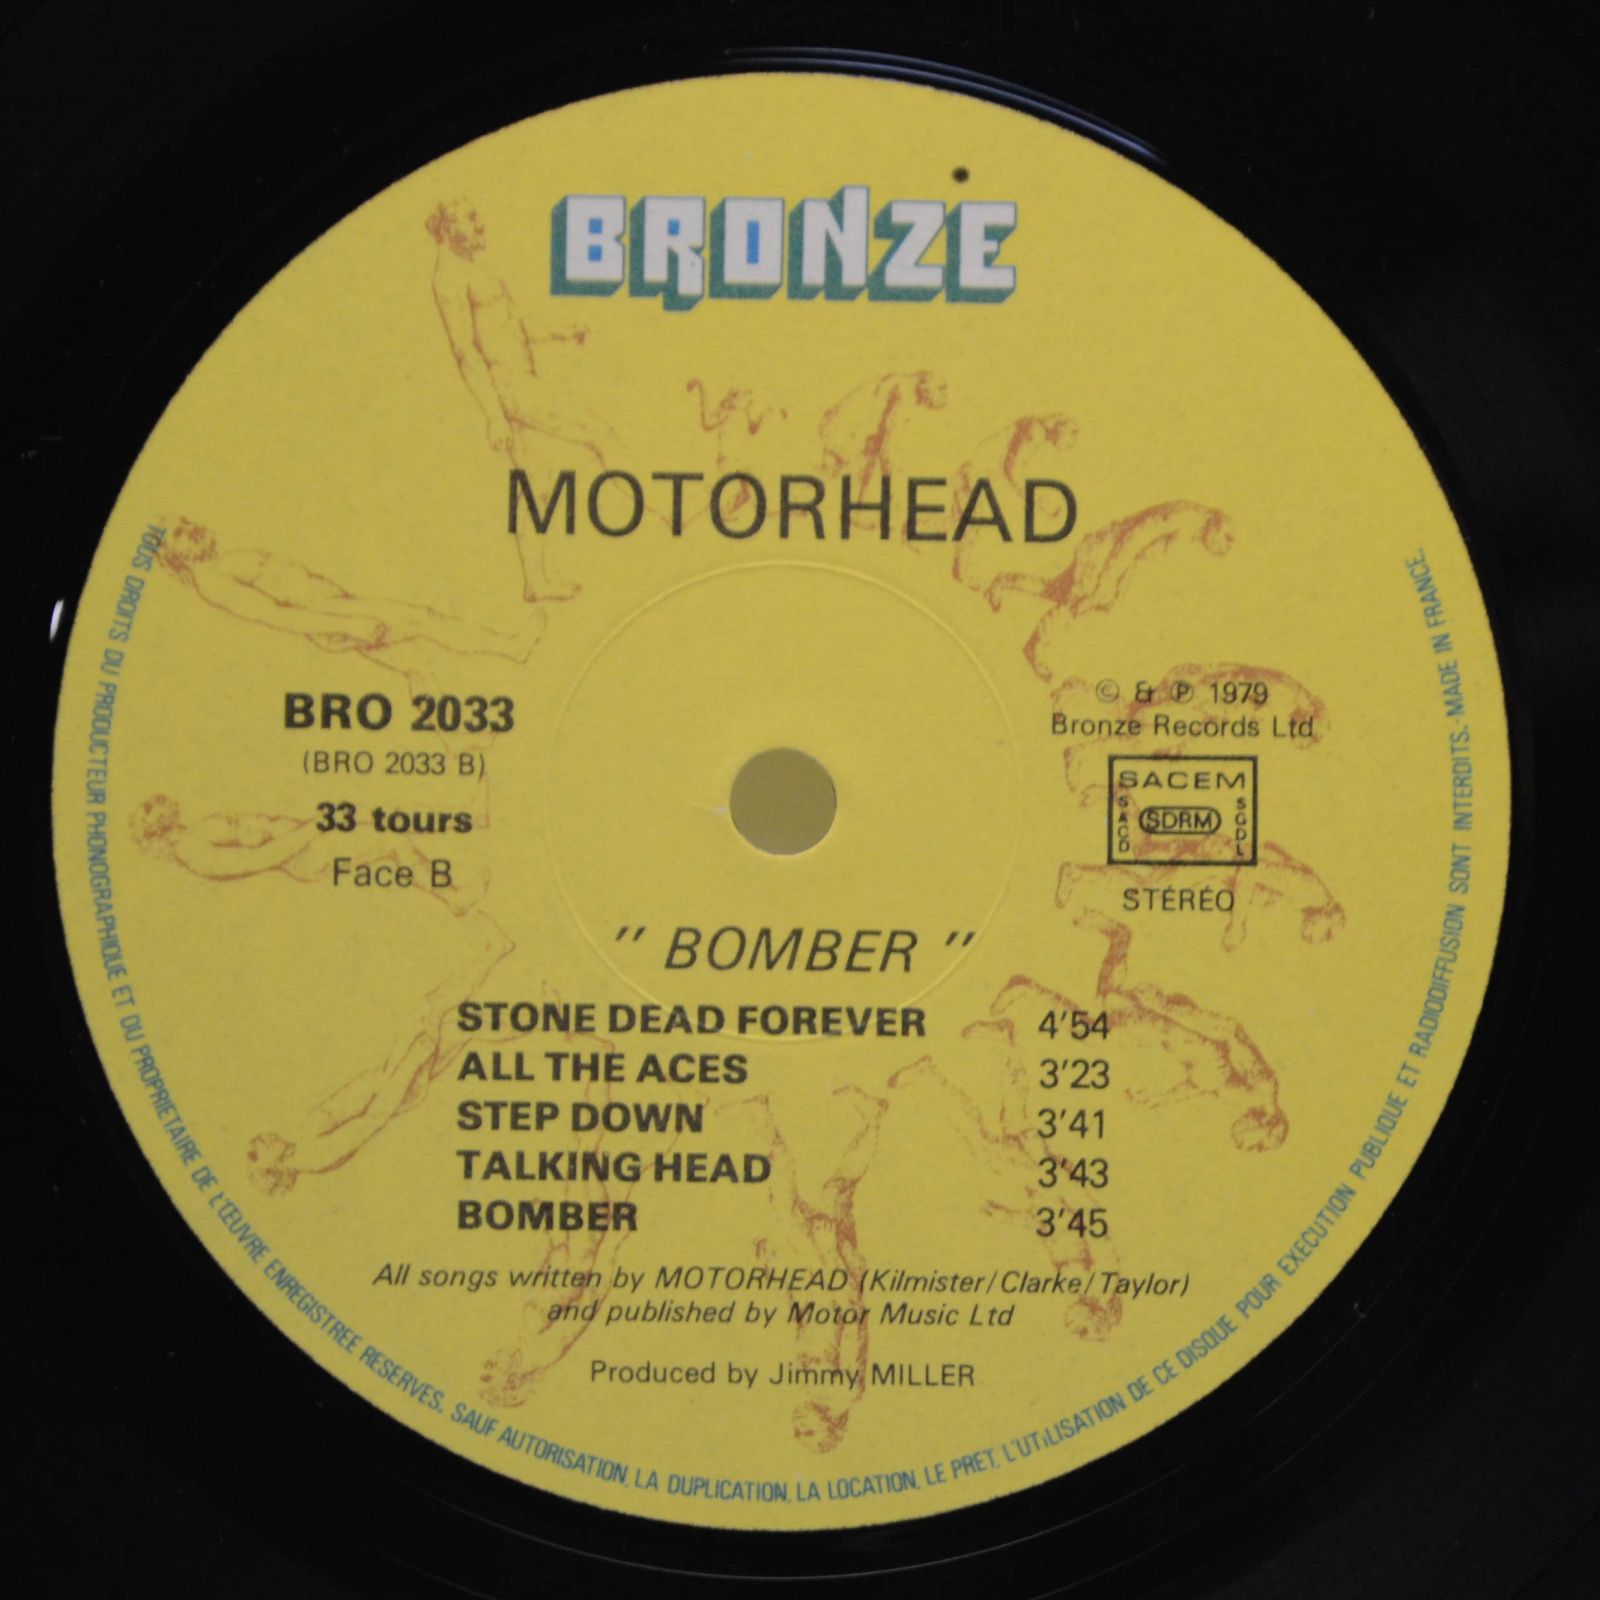 BRONZE
MOTORHEAD
BRO 2033
(BRO 2033 B)
33 tours
Face B
© & ℗ 1979
Bronze Records Ltd
SACEM
SACD
SDRM
SGDL
STÉRÉO
" BOMBER "
STONE DEAD FOREVER 4'54
ALL THE ACES 3'23
STEP DOWN 3'41
TALKING HEAD 3'43
BOMBER 3'45
All songs written by MOTORHEAD (Kilmister/Clarke/Taylor)
and published by Motor Music Ltd
Produced by Jimmy MILLER
TOUS DROITS DU PRODUCTEUR PHONOGRAPHIQUE ET DU PROPRIETAIRE DE L'ŒUVRE ENREGISTREE RESERVES. SAUF AUTORISATION, LA DUPLICATION, LA LOCATION, LE PRET, L'UTILISATION DE CE DISQUE POUR EXECUTION PUBLIQUE ET RADIODIFFUSION SONT INTERDITS. MADE IN FRANCE.